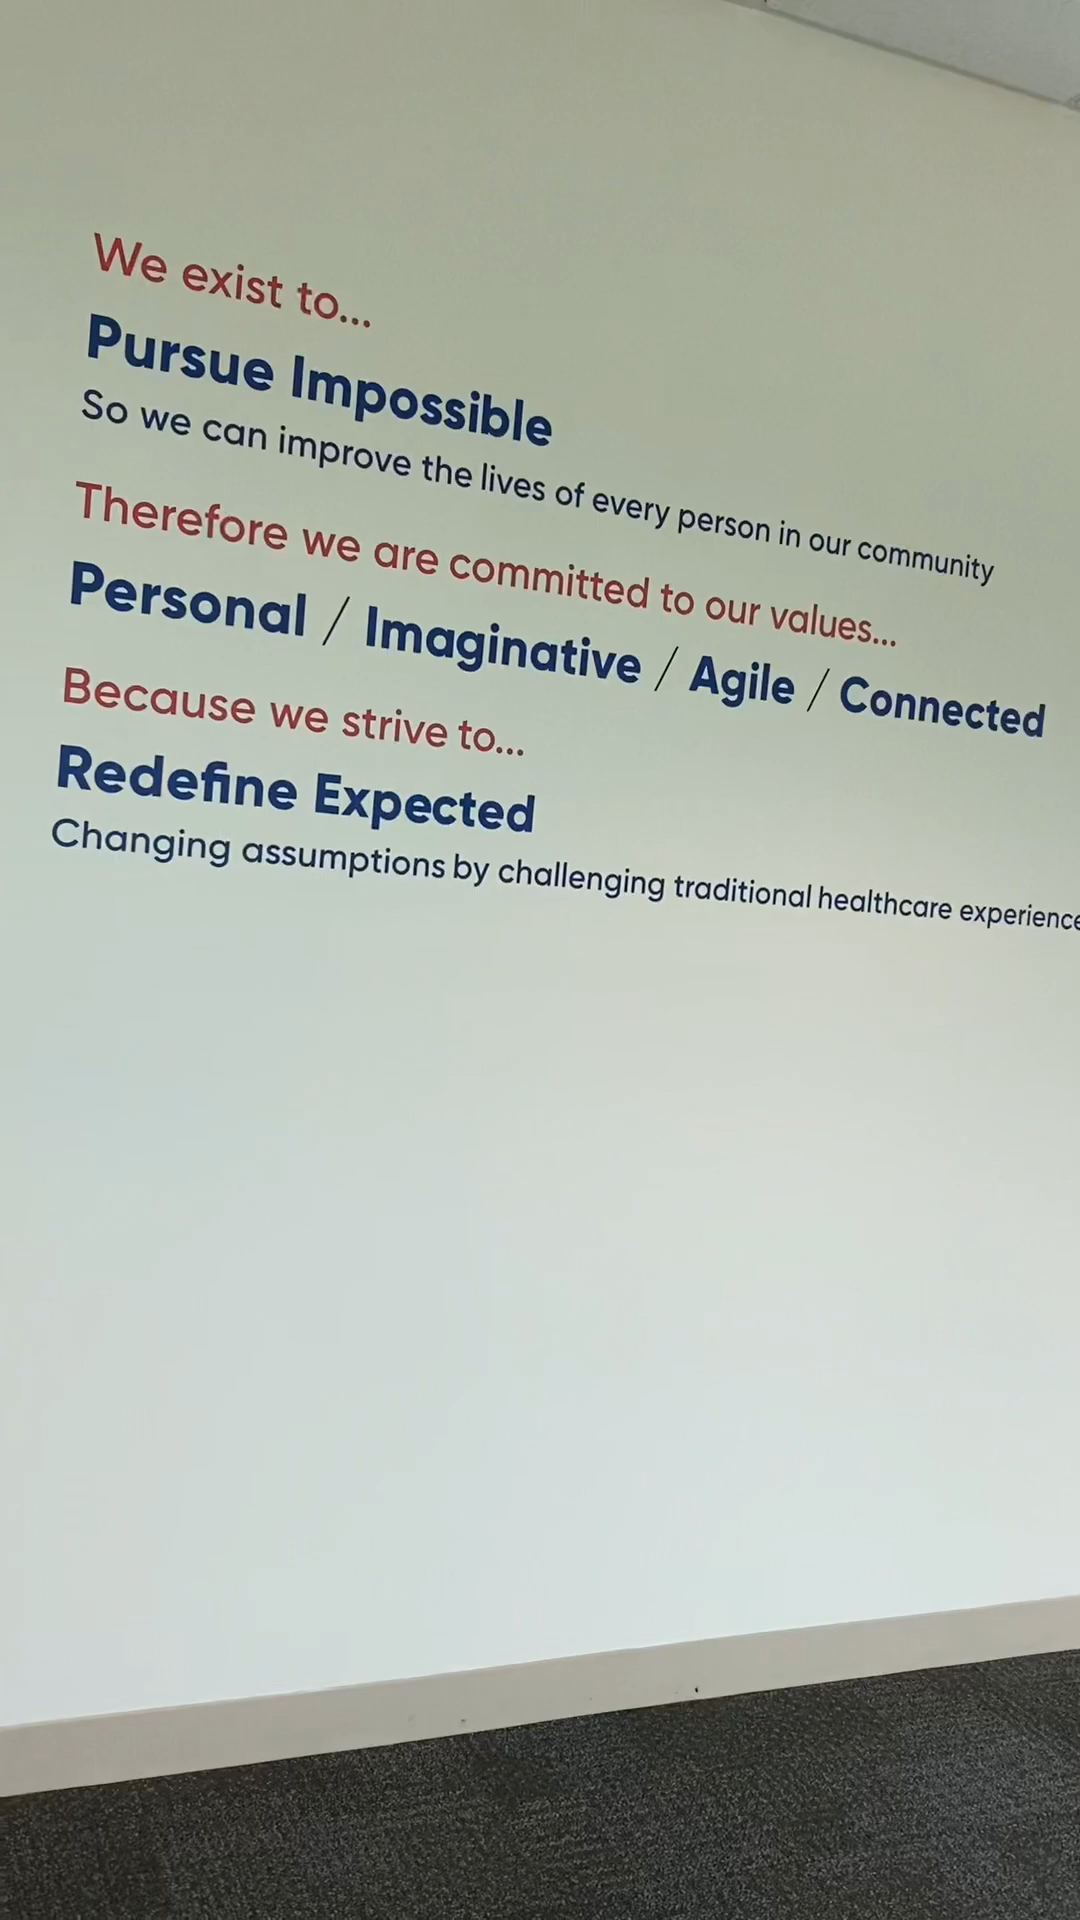 We exist to...
Pursue Impossible
So we can improve the lives of every person in our community
Therefore we are committed to our values...
Personal / Imaginative / Agile / Connected
Because we strive to...
Redefine Expected
Changing assumptions by challenging traditional healthcare experience